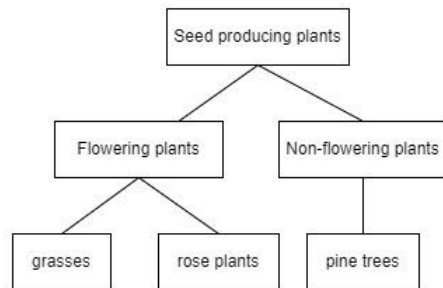 Seed producing plants
Flowering plants
Non-flowering plants
grasses
rose plants
pine trees